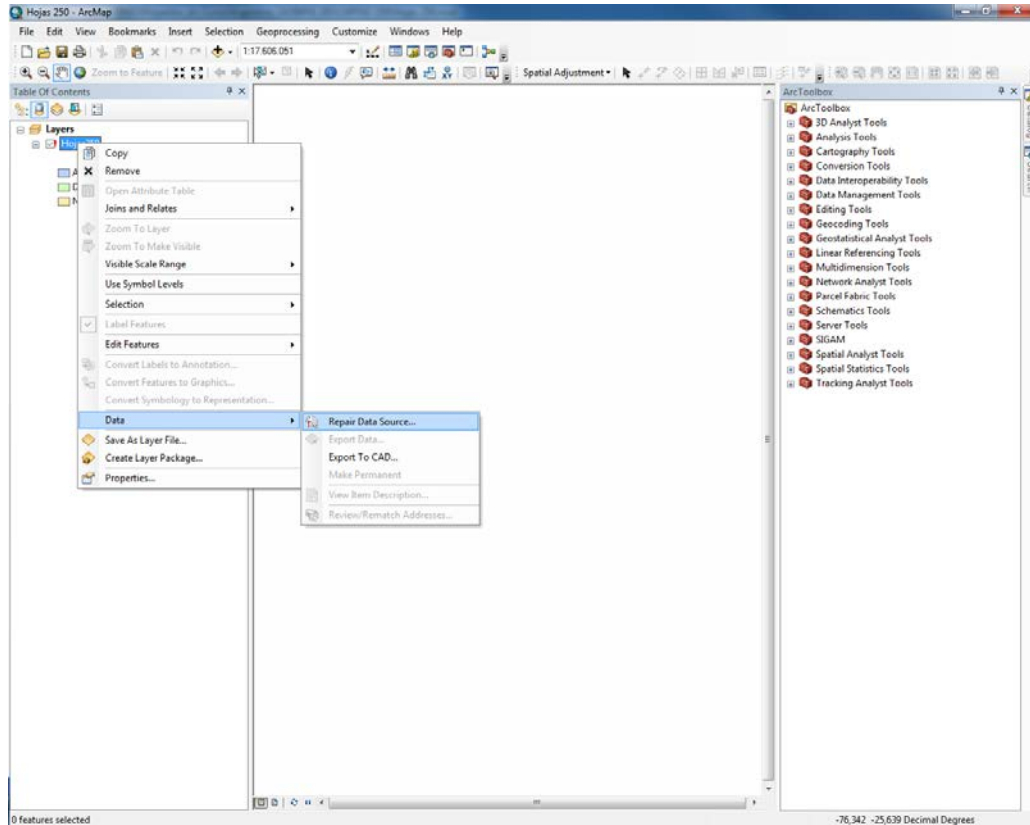 Hojas 250 - ArcMap
File Edit View Bookmarks Insert Selection Geoprocessing Customize Windows Help
1:17.606.051
Zoom to Feature
Spatial Adjustment
Table Of Contents
Layers
Copy
Remove
Open Attribute Table
Joins and Relates
Zoom To Layer
Zoom To Make Visible
Visible Scale Range
Use Symbol Levels
Selection
Label Features
Edit Features
Convert Labels to Annotation...
Convert Features to Graphics...
Convert Symbology to Representation...
Data
Save As Layer File...
Create Layer Package...
Properties...
Repair Data Source...
Export Data...
Export To CAD...
Make Permanent
View Item Description...
Review/Rematch Addresses...
ArcToolbox
ArcToolbox
3D Analyst Tools
Analysis Tools
Cartography Tools
Conversion Tools
Data Interoperability Tools
Data Management Tools
Editing Tools
Geocoding Tools
Geostatistical Analyst Tools
Linear Referencing Tools
Multidimension Tools
Network Analyst Tools
Parcel Fabric Tools
Schematics Tools
Server Tools
SIGAM
Spatial Analyst Tools
Spatial Statistics Tools
Tracking Analyst Tools
0 features selected
-76,342 -25,639 Decimal Degrees